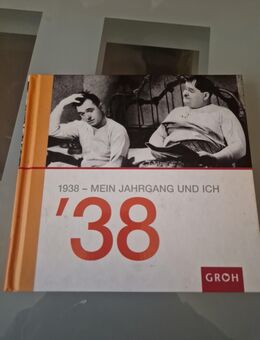 1938 – MEIN JAHRGANG UND ICH
'38
GROH